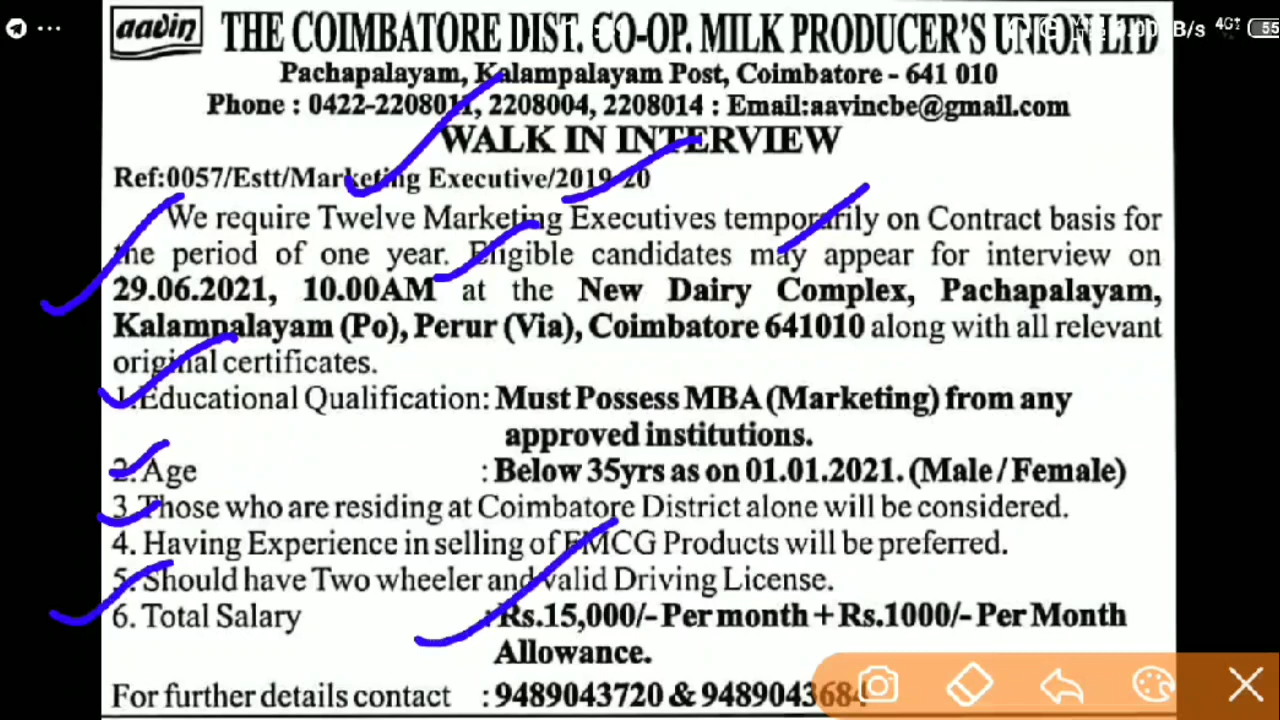 aavin THE COIMBATORE DIST. CO-OP. MILK PRODUCER'S UNION LTD
Pachapalayam, Kalampalayam Post, Coimbatore - 641 010
Phone : 0422-2208011, 2208004, 2208014 : Email:aavincbe@gmail.com
WALK IN INTERVIEW
Ref:0057/Estt/Marketing Executive/2019-20
We require Twelve Marketing Executives temporarily on Contract basis for
the period of one year. Eligible candidates may appear for interview on
29.06.2021, 10.00AM at the New Dairy Complex, Pachapalayam,
Kalampalayam (Po), Perur (Via), Coimbatore 641010 along with all relevant
original certificates.
1.Educational Qualification: Must Possess MBA (Marketing) from any
approved institutions.
2. Age : Below 35yrs as on 01.01.2021. (Male / Female)
3. Those who are residing at Coimbatore District alone will be considered.
4. Having Experience in selling of FMCG Products will be preferred.
5. Should have Two wheeler and valid Driving License.
6. Total Salary : Rs.15,000/- Per month + Rs.1000/- Per Month
Allowance.
For further details contact : 9489043720 & 9489043684